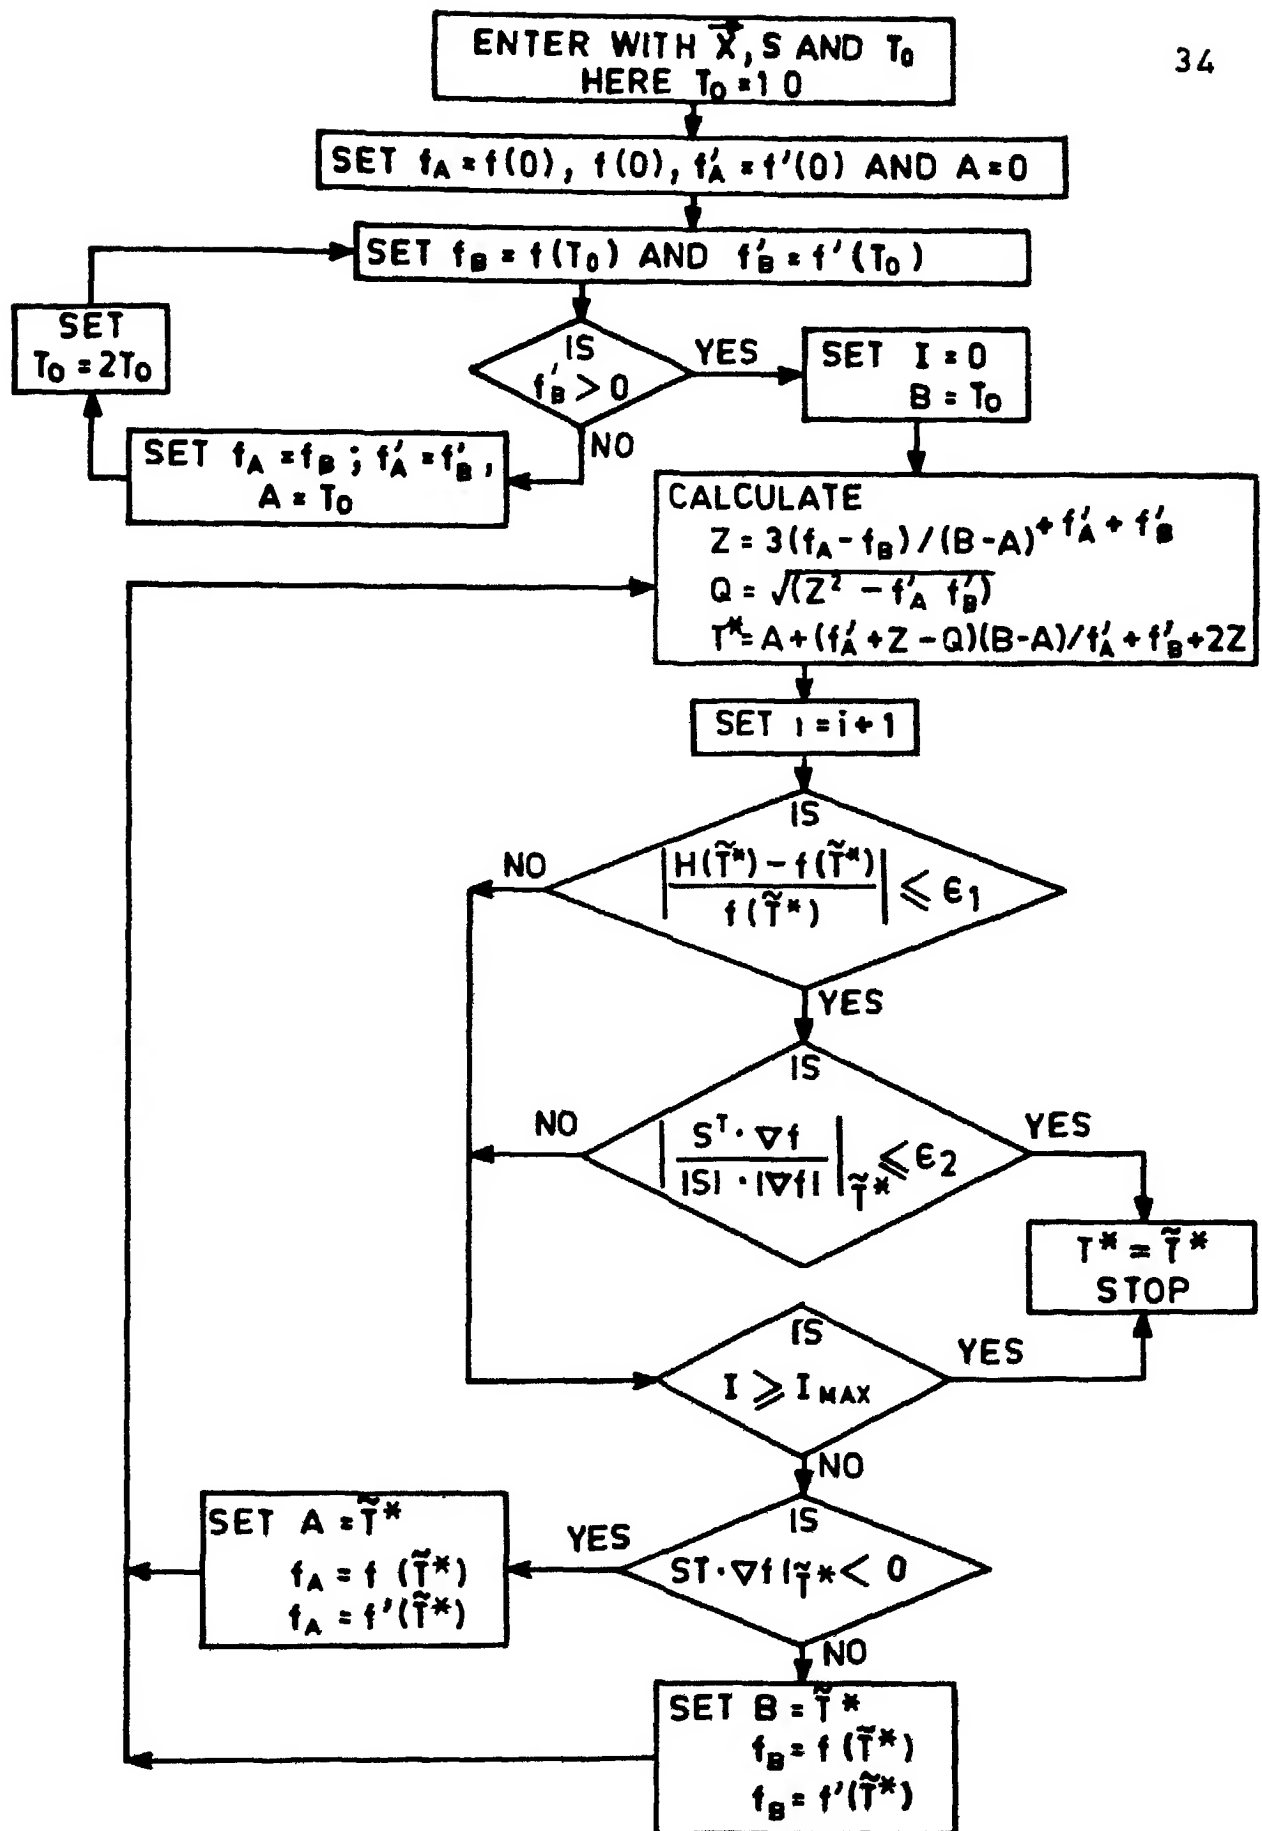 34
ENTER WITH X⃗, S AND T₀
HERE T₀ = 1 0
SET f_A = f(0), f(0), f'_A = f'(0) AND A = 0
SET f_B = f(T₀) AND f'_B = f'(T₀)
SET
T₀ = 2T₀
IS
f'_B > 0
YES
SET I = 0
B = T₀
NO
SET f_A = f_B ; f'_A = f'_B ,
A = T₀
CALCULATE
Z = 3(f_A - f_B) / (B-A) + f'_A + f'_B
Q = √(Z² - f'_A f'_B)
T* = A + (f'_A + Z - Q)(B-A)/f'_A + f'_B + 2Z
SET ı = i + 1
IS
|H(T̃*) - f(T̃*) / f(T̃*)| ⩽ ϵ₁
NO
YES
IS
|Sᵀ · ∇f / |S| · |∇f||_T̃* ⩽ ϵ₂
NO
YES
T* = T̃*
STOP
IS
I ⩾ I_MAX
YES
NO
IS
ST · ∇f |_T̃* < 0
YES
SET A = T̃*
f_A = f (T̃*)
f_A = f'(T̃*)
NO
SET B = T̃*
f_B = f (T̃*)
f_B = f'(T̃*)